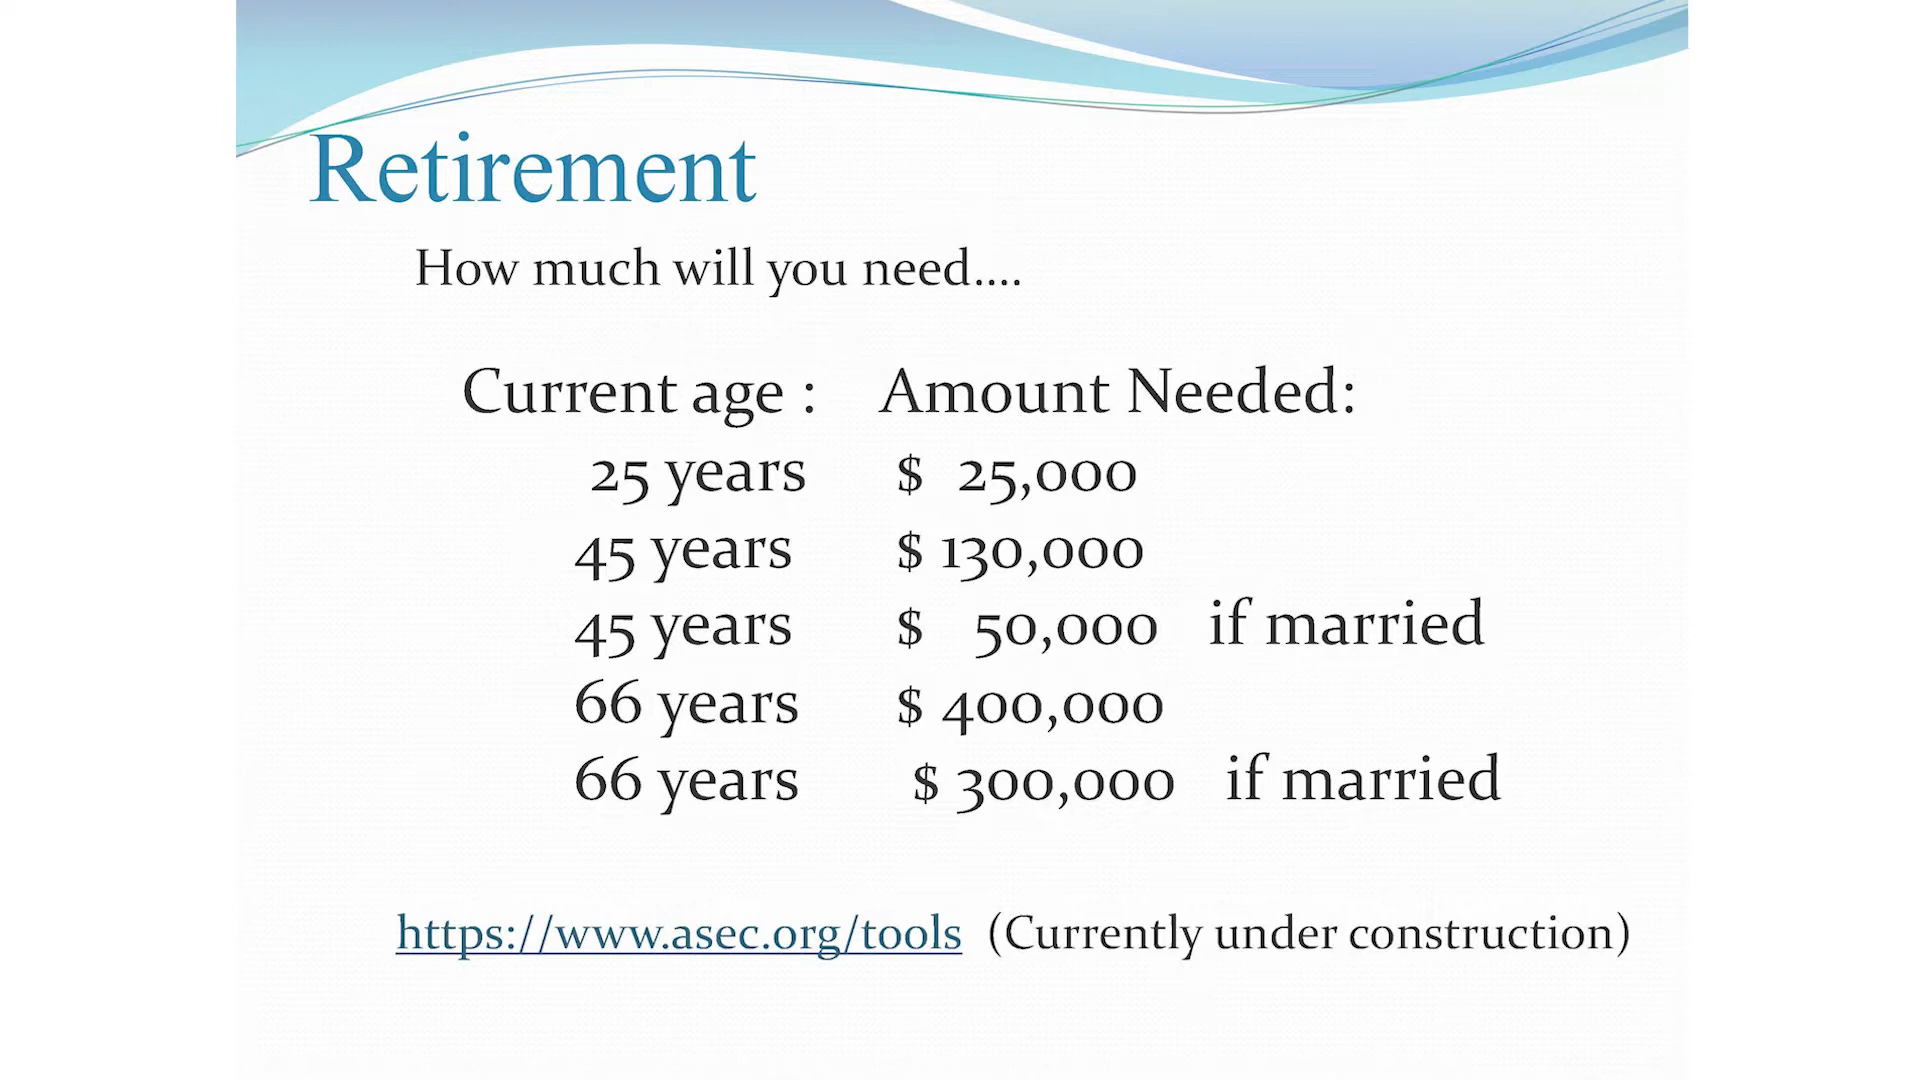 Retirement
How much will you need....
Current age : Amount Needed:
25 years $ 25,000
45 years $ 130,000
45 years $ 50,000 if married
66 years $ 400,000
66 years $ 300,000 if married
https://www.asec.org/tools (Currently under construction)